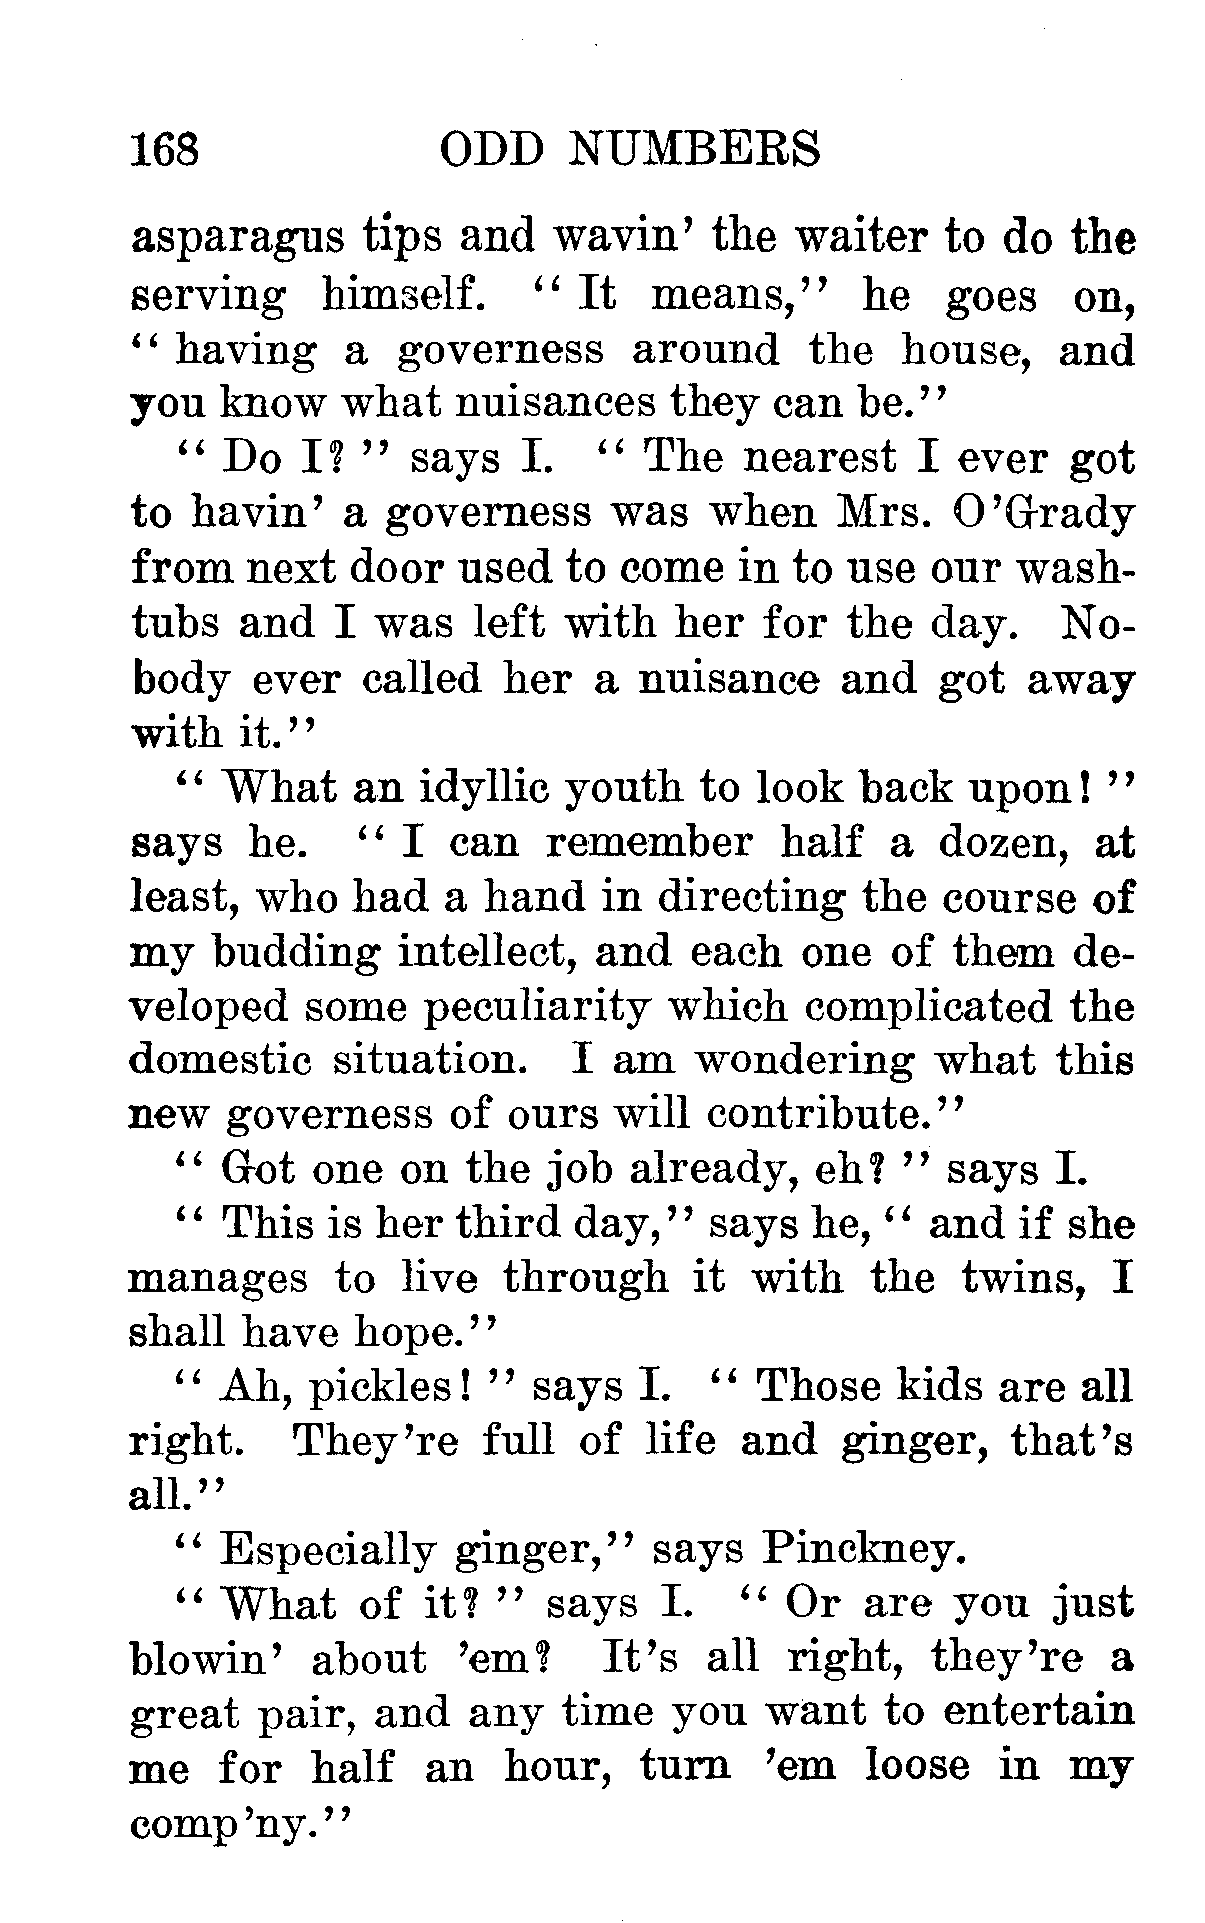 168 ODD NUMBERS
asparagus tips and wavin’ the waiter to do the
serving himself. “ It means,” he goes on,
“ having a governess around the house, and
you know what nuisances they can be.”
“ Do I? ” says I. “ The nearest I ever got
to havin’ a governess was when Mrs. O’Grady
from next door used to come in to use our wash-
tubs and I was left with her for the day. No-
body ever called her a nuisance and got away
with it.”
“ What an idyllic youth to look back upon! ”
says he. “ I can remember half a dozen, at
least, who had a hand in directing the course of
my budding intellect, and each one of them de-
veloped some peculiarity which complicated the
domestic situation. I am wondering what this
new governess of ours will contribute.”
“ Got one on the job already, eh? ” says I.
“ This is her third day,” says he, “ and if she
manages to live through it with the twins, I
shall have hope.”
“ Ah, pickles! ” says I. “ Those kids are all
right. They’re full of life and ginger, that’s
all.”
“ Especially ginger,” says Pinckney.
“ What of it? ” says I. “ Or are you just
blowin’ about ’em? It’s all right, they’re a
great pair, and any time you want to entertain
me for half an hour, turn ’em loose in my
comp’ny.”